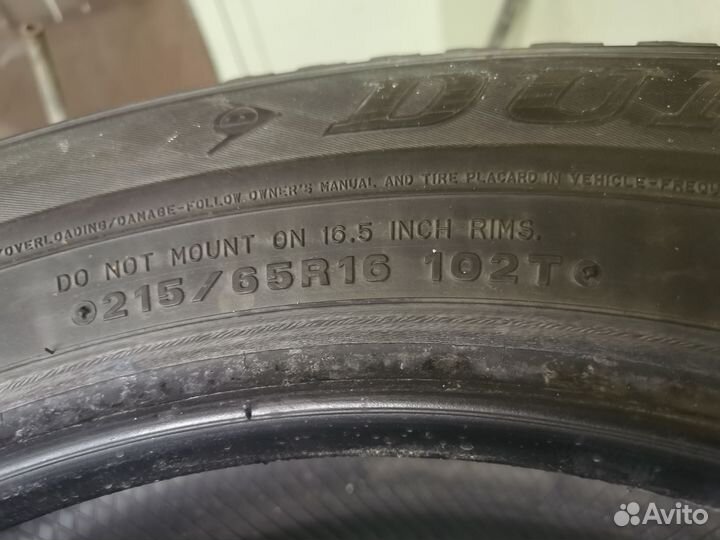 DU
/OVERLOADING/DAMAGE-FOLLOW OWNER'S MANUAL AND TIRE PLACARD IN VEHICLE-FREQU
DO NOT MOUNT ON 16.5 INCH RIMS.
215/65R16 102T
Avito